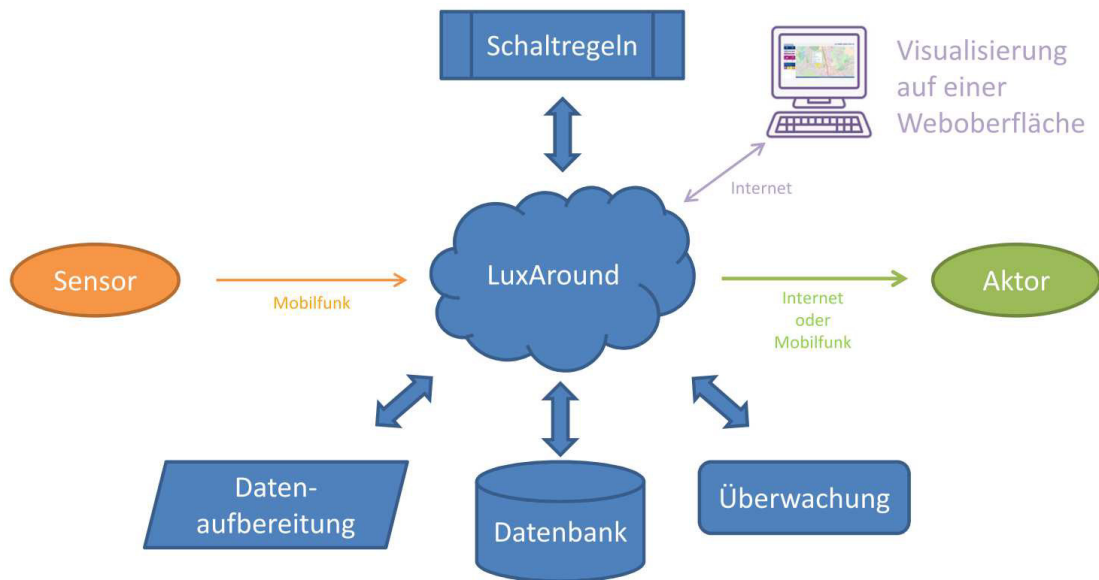 Schaltregeln
Visualisierung
auf einer
Weboberfläche
Internet
Sensor
Mobilfunk
LuxAround
Internet
oder
Mobilfunk
Aktor
Daten-
aufbereitung
Datenbank
Überwachung